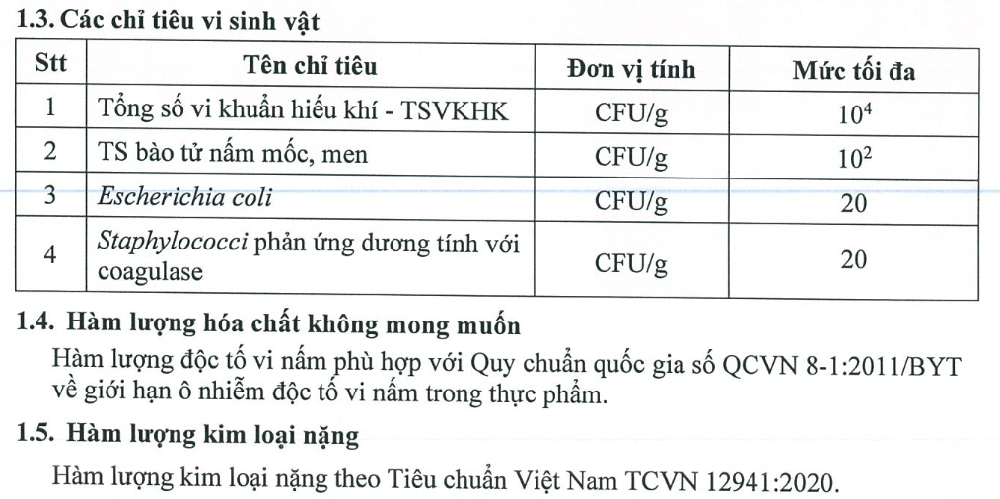 1.3. Các chỉ tiêu vi sinh vật
Stt Tên chỉ tiêu Đơn vị tính Mức tối đa
1 Tổng số vi khuẩn hiếu khí - TSVKHK CFU/g 10⁴
2 TS bào tử nấm mốc, men CFU/g 10²
3 Escherichia coli CFU/g 20
4 Staphylococci phản ứng dương tính với
coagulase CFU/g 20
1.4. Hàm lượng hóa chất không mong muốn
Hàm lượng độc tố vi nấm phù hợp với Quy chuẩn quốc gia số QCVN 8-1:2011/BYT
về giới hạn ô nhiễm độc tố vi nấm trong thực phẩm.
1.5. Hàm lượng kim loại nặng
Hàm lượng kim loại nặng theo Tiêu chuẩn Việt Nam TCVN 12941:2020.